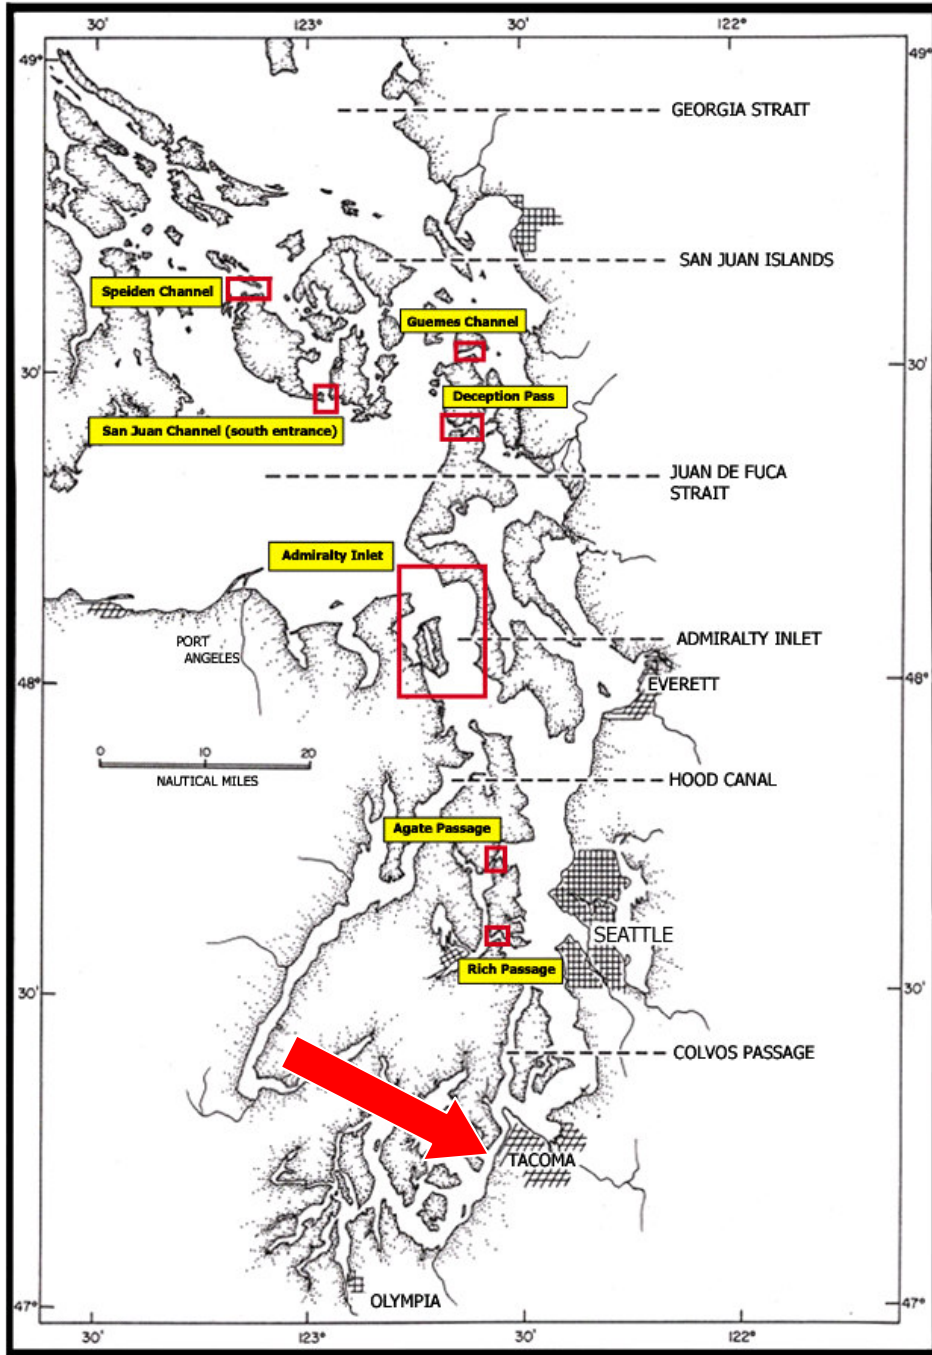 30'
123°
30'
122°
49°
49°
GEORGIA STRAIT
SAN JUAN ISLANDS
Speiden Channel
Guemes Channel
30'
30'
Deception Pass
San Juan Channel (south entrance)
JUAN DE FUCA
STRAIT
Admiralty Inlet
PORT
ANGELES
ADMIRALTY INLET
48°
48°
EVERETT
0
10
20
NAUTICAL MILES
HOOD CANAL
Agate Passage
SEATTLE
Rich Passage
30'
30'
COLVOS PASSAGE
TACOMA
OLYMPIA
47°
47°
30'
123°
30'
122°